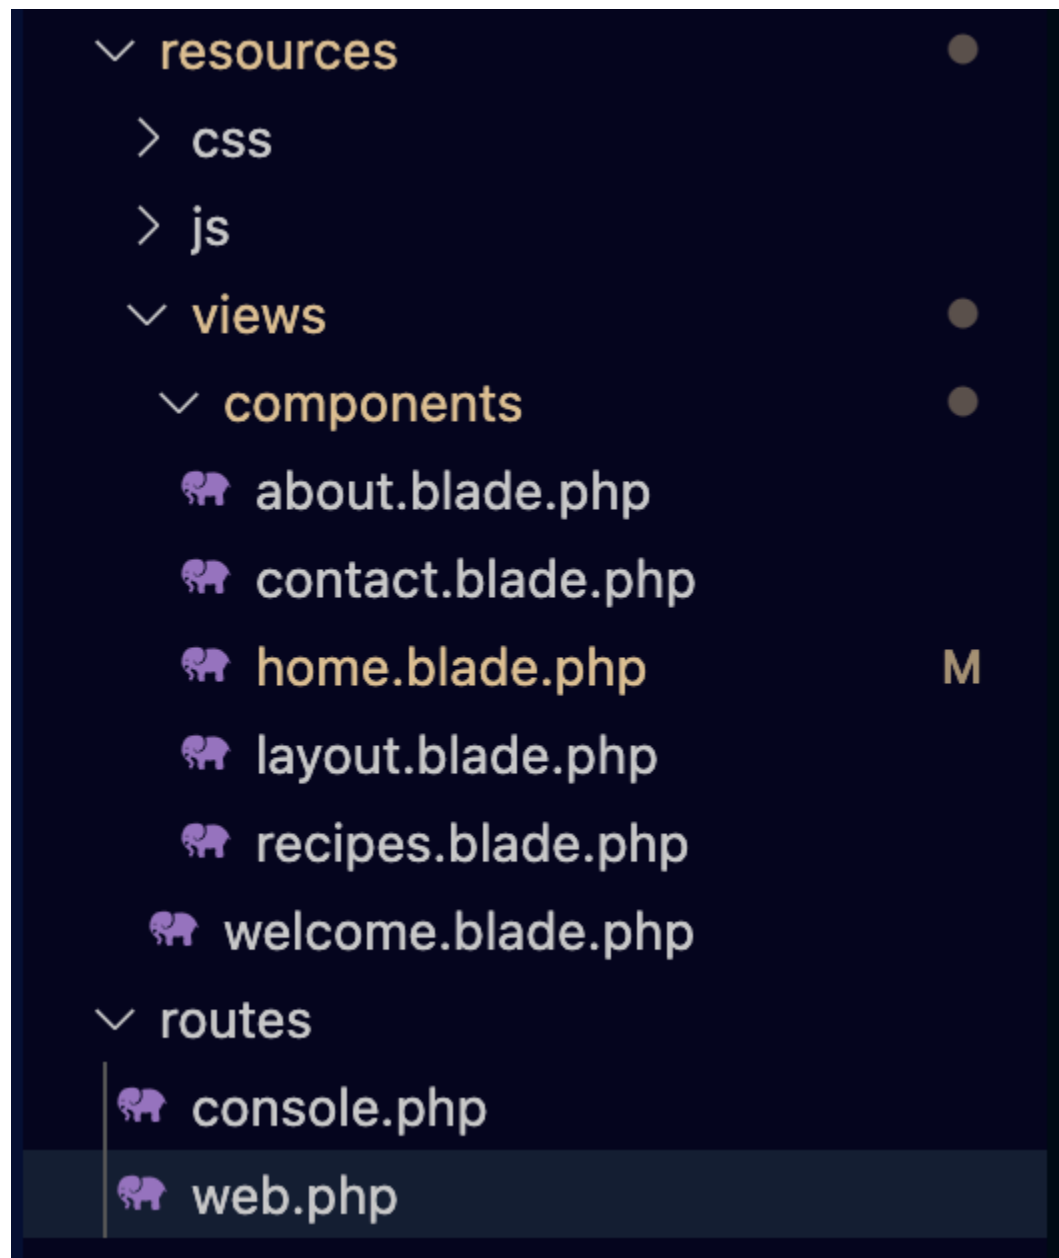 resources
css
js
views
components
about.blade.php
contact.blade.php
home.blade.php M
layout.blade.php
recipes.blade.php
welcome.blade.php
routes
console.php
web.php